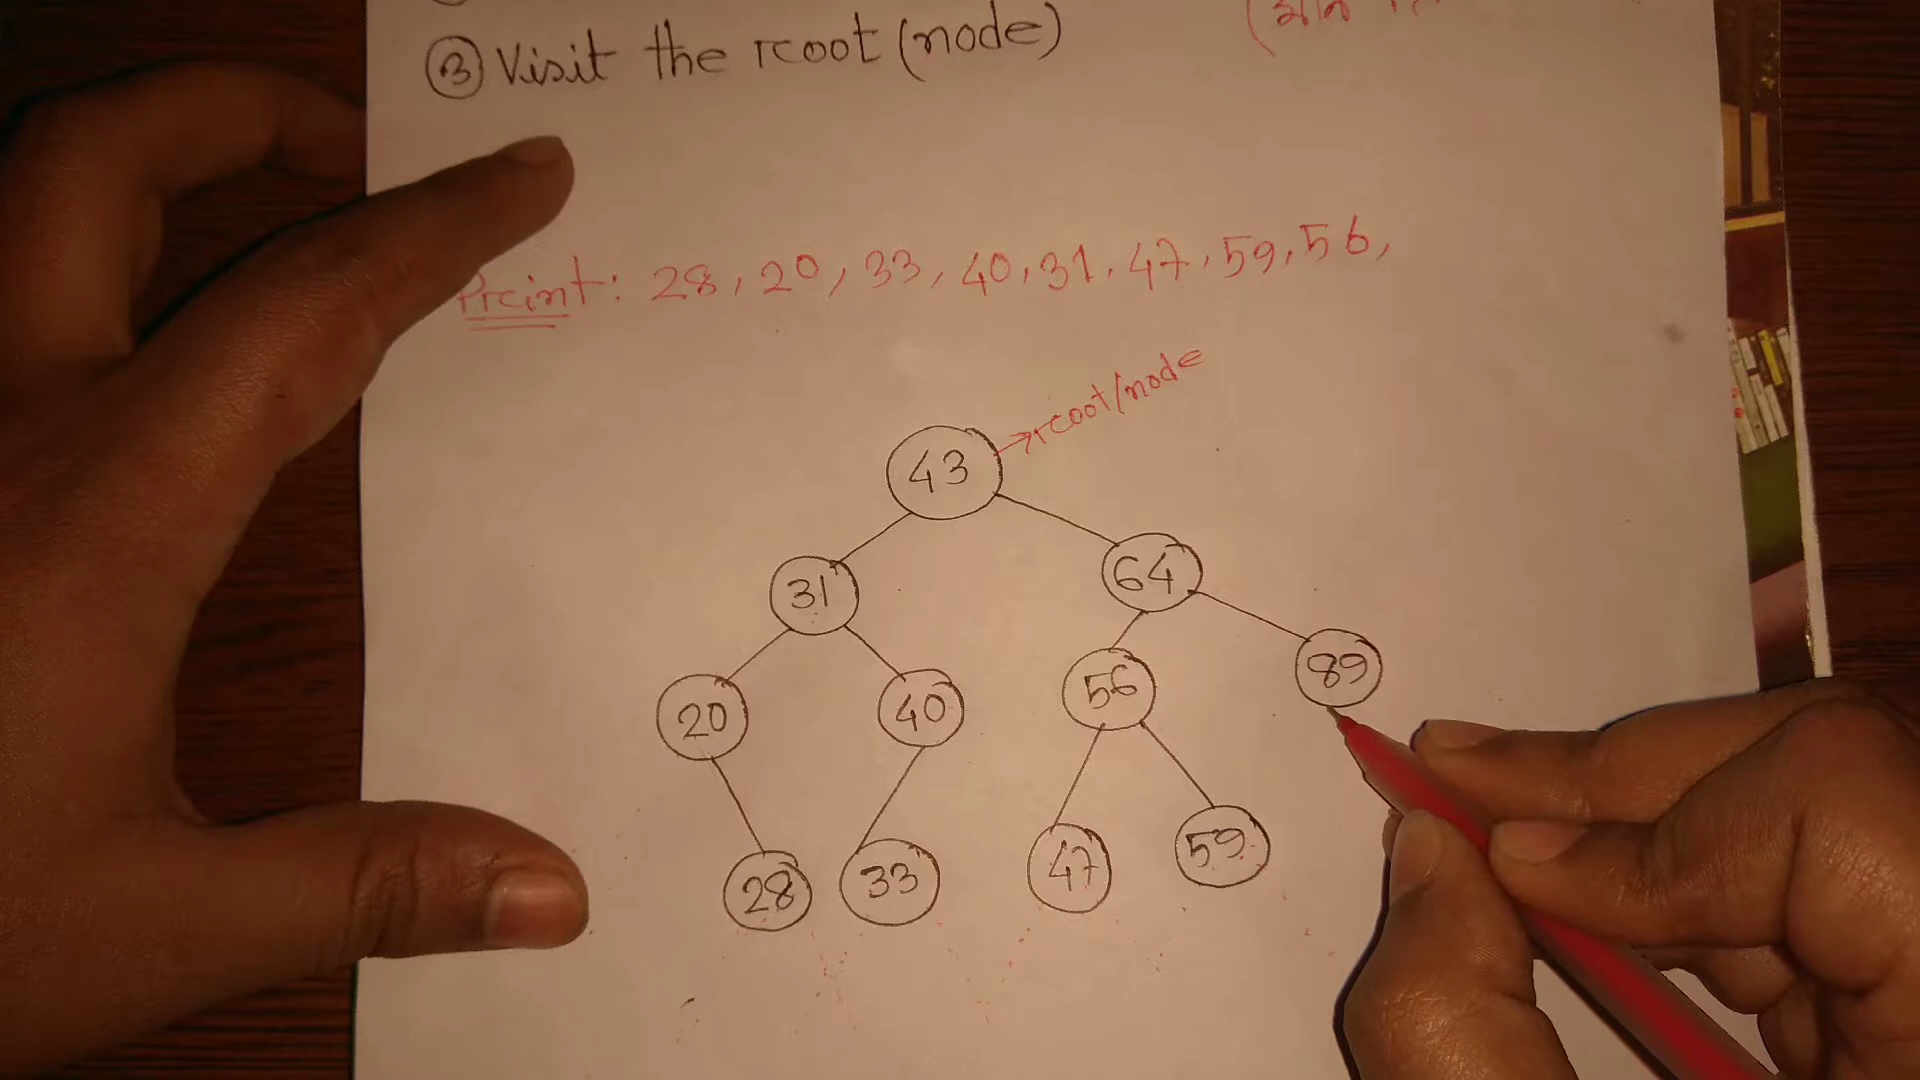 ③ Visit the root (node)
Print: 28, 20, 33, 40, 31, 47, 59, 56,
root/node
43
31 64
20 40 56 89
28 33 47 59